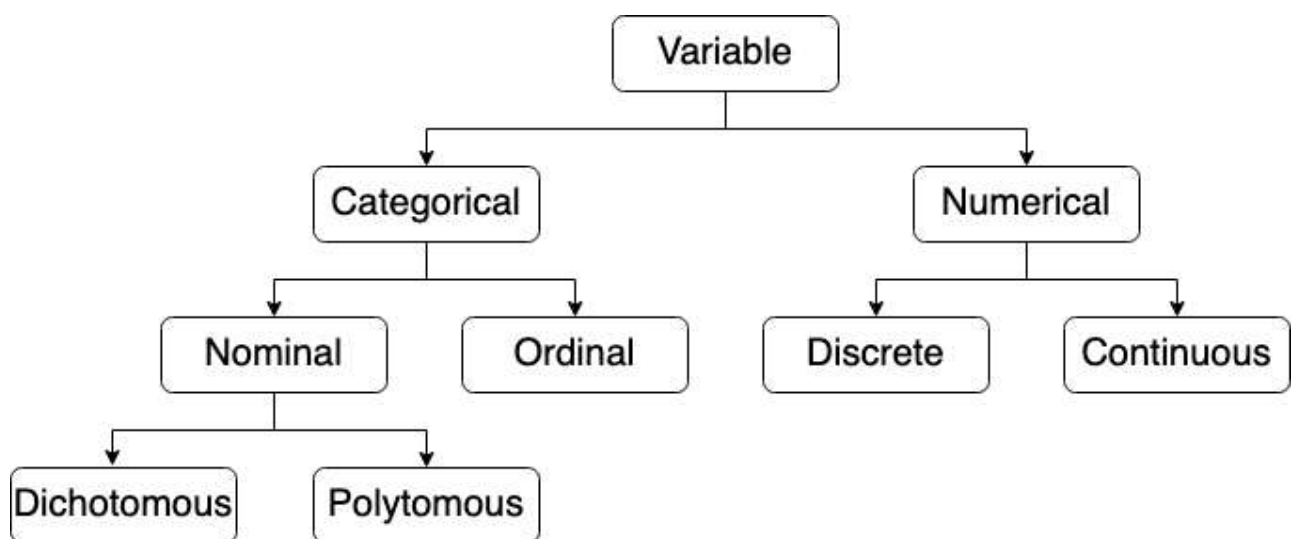 Variable
Categorical
Numerical
Nominal
Ordinal
Discrete
Continuous
Dichotomous
Polytomous